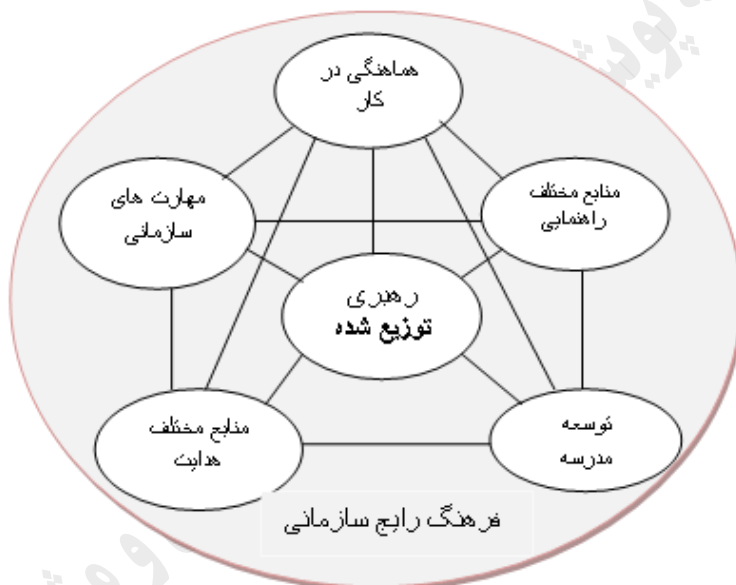 هماهنگی در
کار
مهارت های
سازمانی
منابع مختلف
راهنمایی
رهبری
توزیع شده
منابع مختلف
هدایت
توسعه
مدرسه
فرهنگ رایج سازمانی